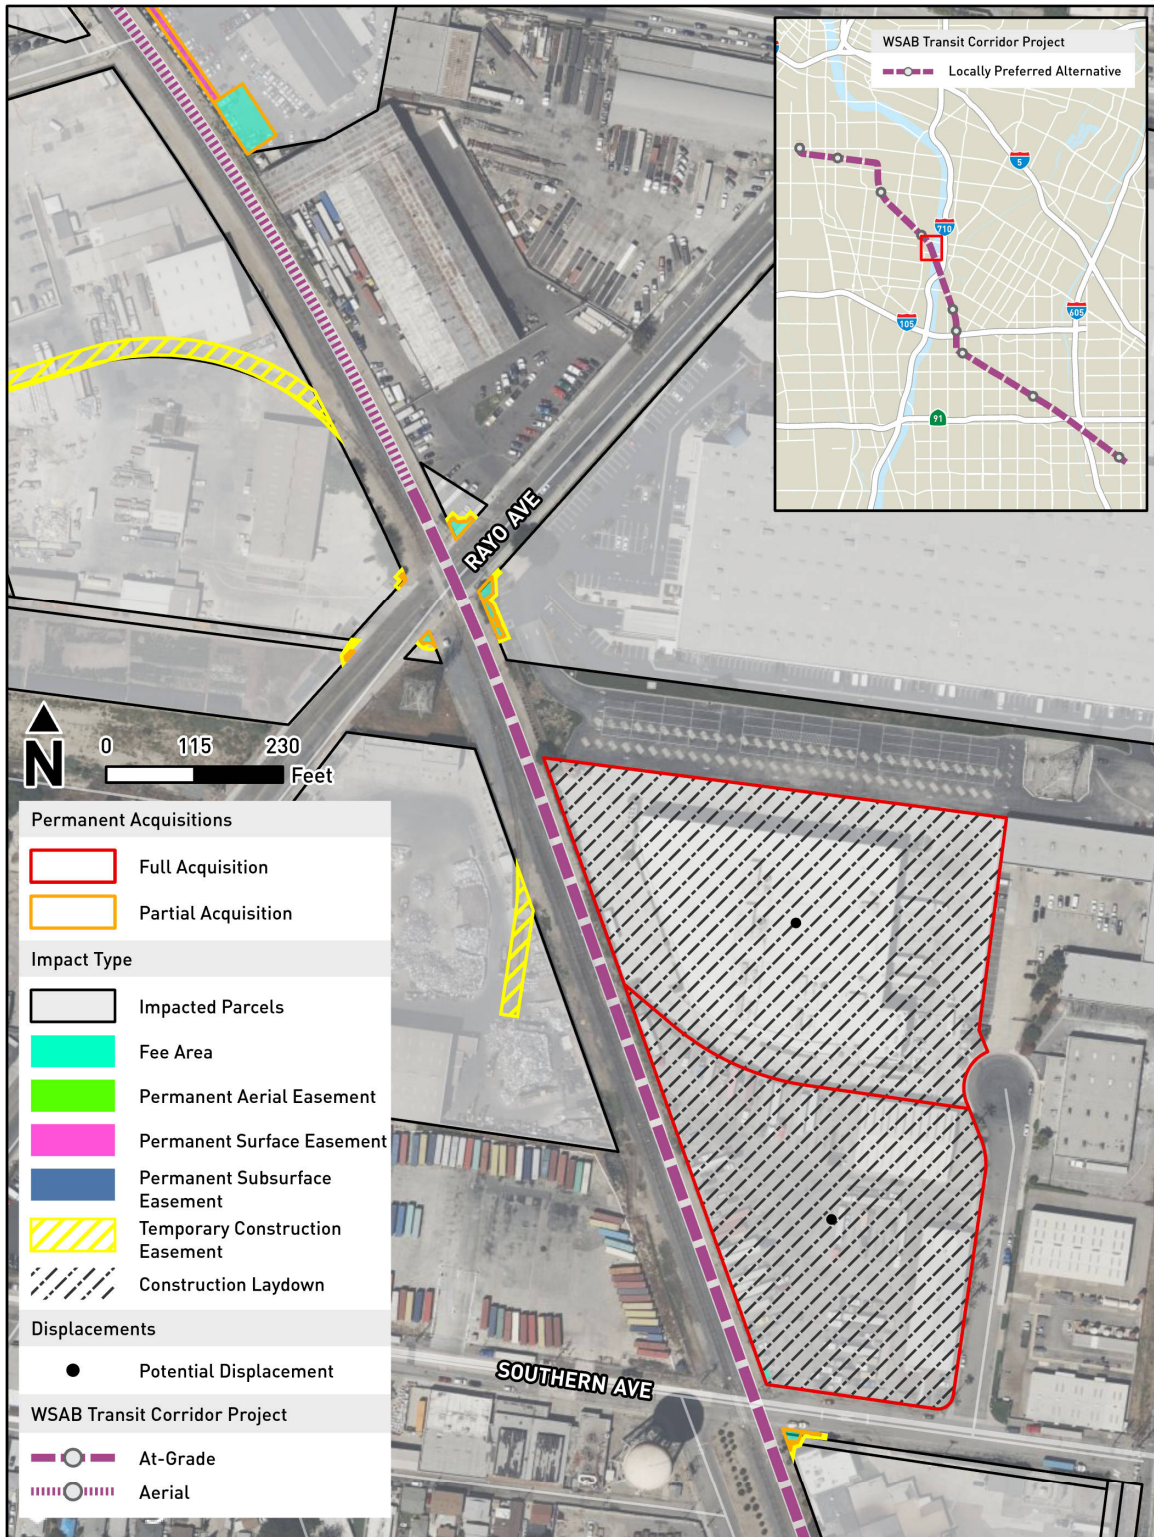 WSAB Transit Corridor Project
Locally Preferred Alternative
5
710
105
605
91
RAYO AVE
N
0 115 230
Feet
Permanent Acquisitions
Full Acquisition
Partial Acquisition
Impact Type
Impacted Parcels
Fee Area
Permanent Aerial Easement
Permanent Surface Easement
Permanent Subsurface
Easement
Temporary Construction
Easement
Construction Laydown
Displacements
Potential Displacement
WSAB Transit Corridor Project
At-Grade
Aerial
SOUTHERN AVE